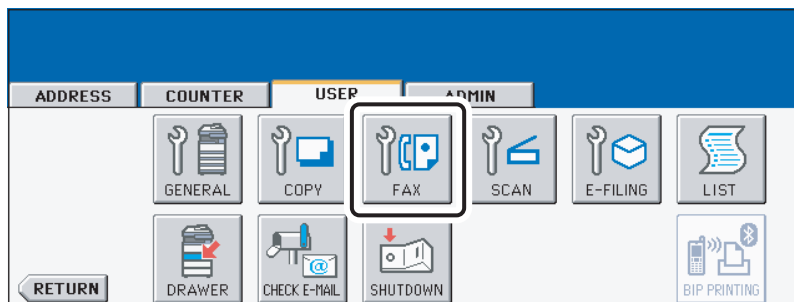 ADDRESS COUNTER USER ADMIN
GENERAL COPY FAX SCAN E-FILING LIST
RETURN DRAWER CHECK E-MAIL SHUTDOWN BIP PRINTING